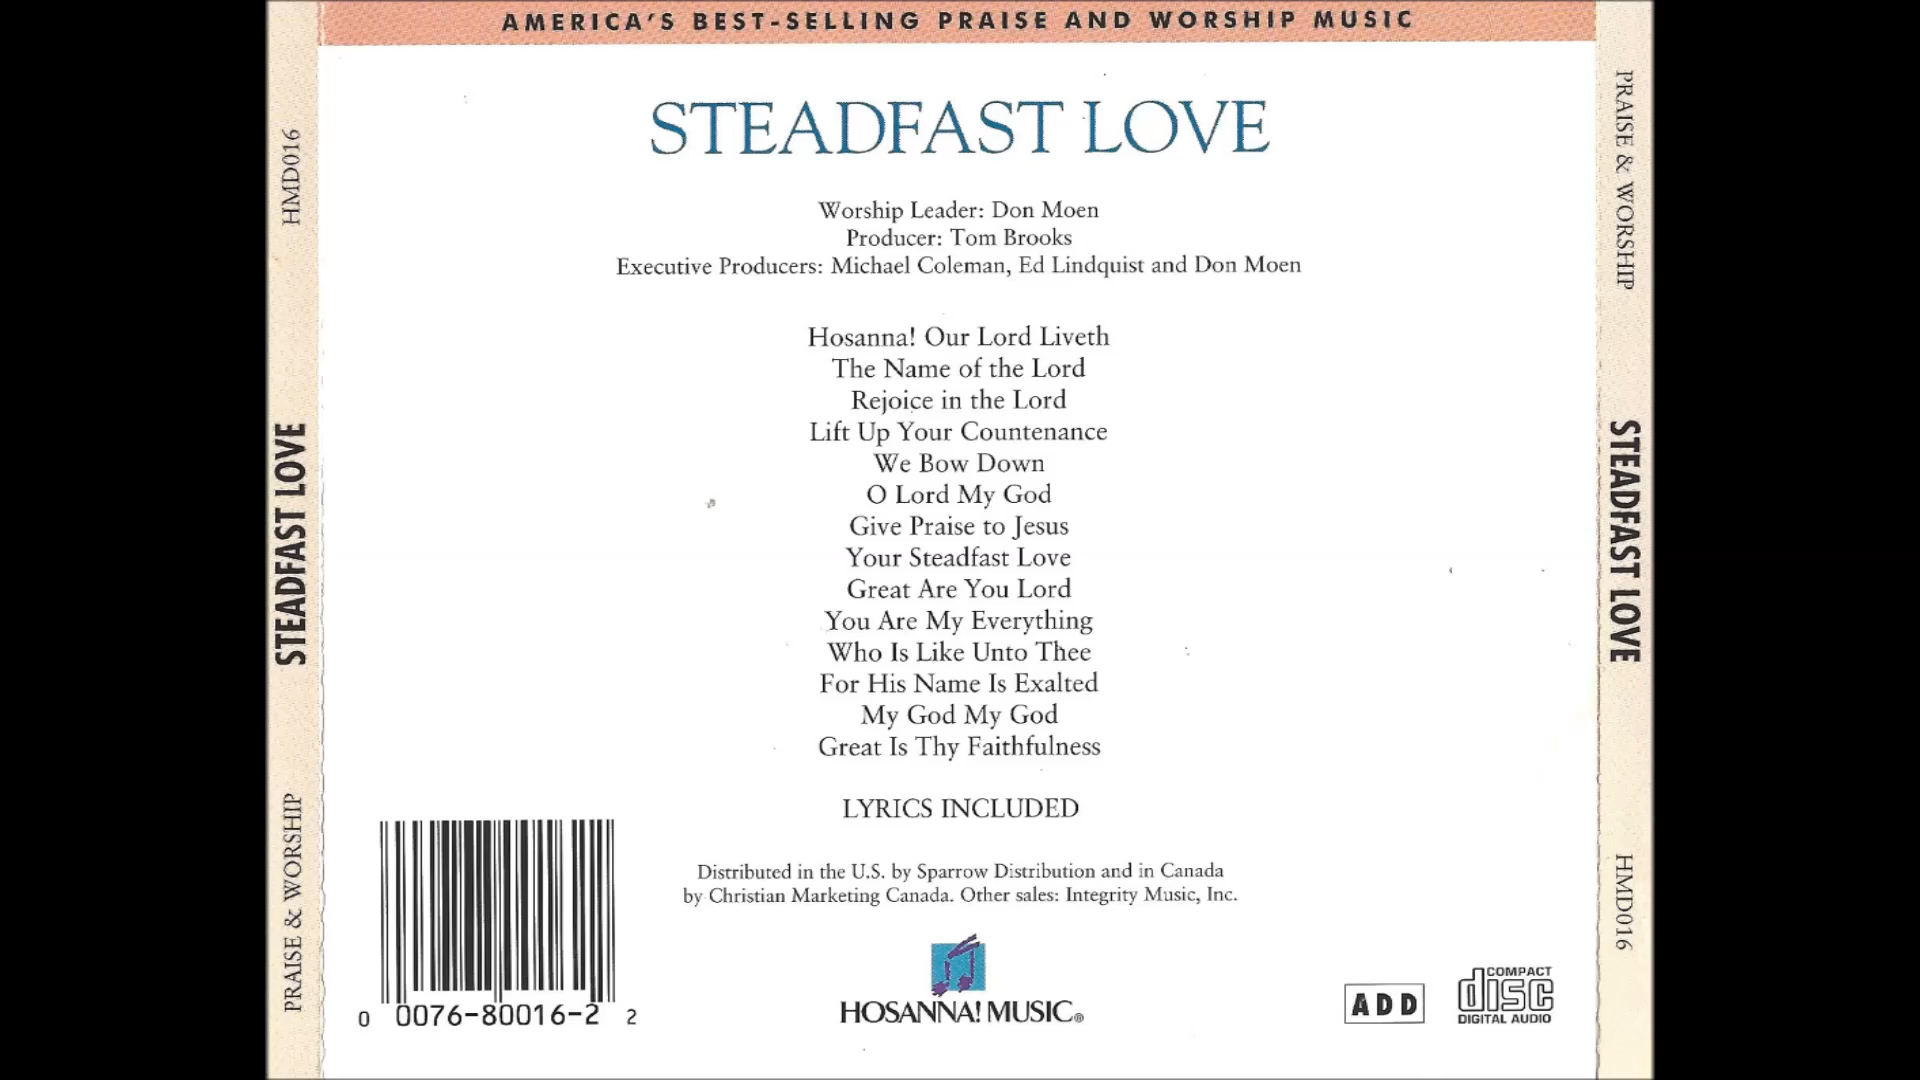 AMERICA'S BEST-SELLING PRAISE AND WORSHIP MUSIC
HMD016
STEADFAST LOVE
PRAISE & WORSHIP
STEADFAST LOVE
Worship Leader: Don Moen
Producer: Tom Brooks
Executive Producers: Michael Coleman, Ed Lindquist and Don Moen
Hosanna! Our Lord Liveth
The Name of the Lord
Rejoice in the Lord
Lift Up Your Countenance
We Bow Down
O Lord My God
Give Praise to Jesus
Your Steadfast Love
Great Are You Lord
You Are My Everything
Who Is Like Unto Thee
For His Name Is Exalted
My God My God
Great Is Thy Faithfulness
LYRICS INCLUDED
Distributed in the U.S. by Sparrow Distribution and in Canada
by Christian Marketing Canada. Other sales: Integrity Music, Inc.
0 0076-80016-2 2
HOSANNA! MUSIC®
ADD
COMPACT
disc
DIGITAL AUDIO
PRAISE & WORSHIP
STEADFAST LOVE
HMD016